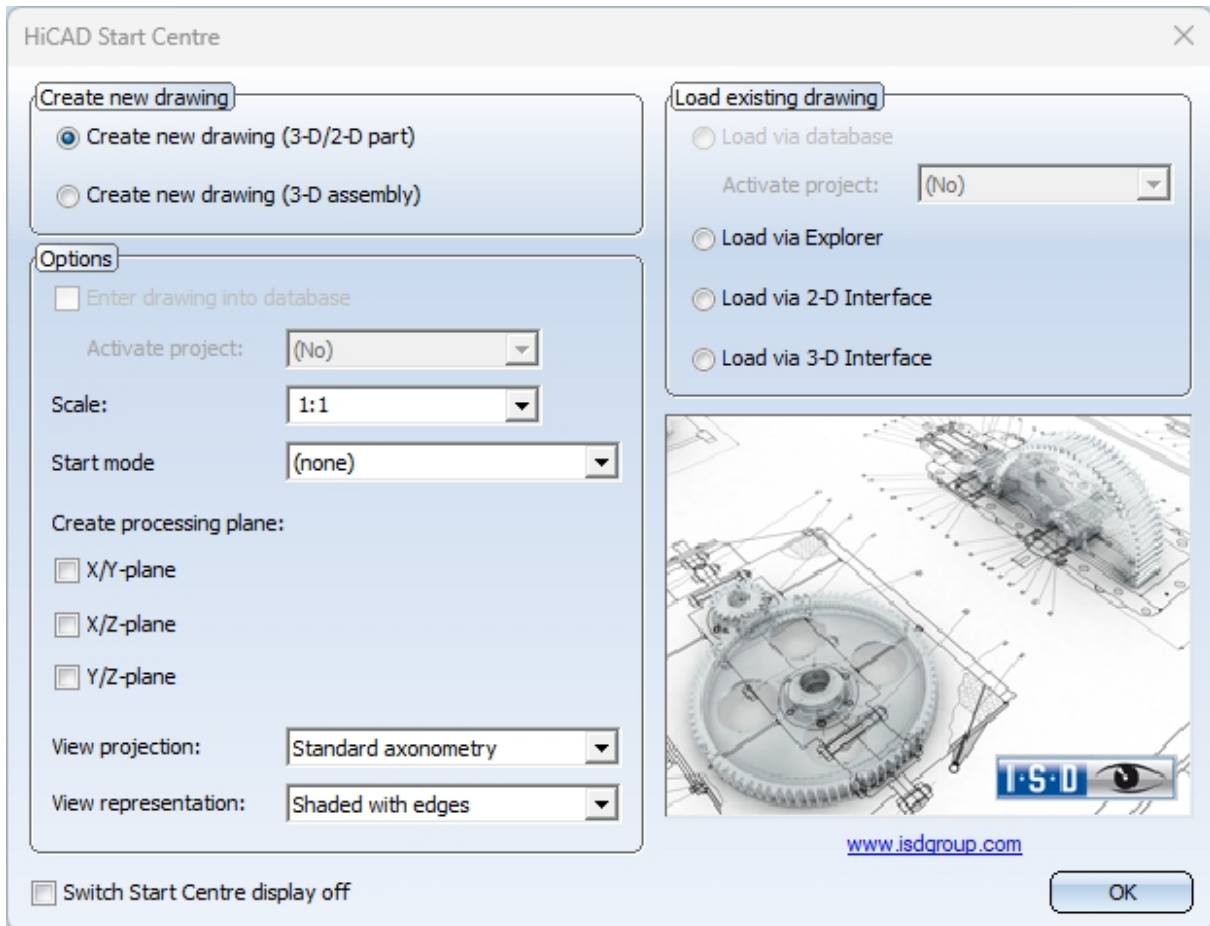 HiCAD Start Centre
Create new drawing
Create new drawing (3-D/2-D part)
Create new drawing (3-D assembly)
Options
Enter drawing into database
Activate project: (No)
Scale: 1:1
Start mode (none)
Create processing plane:
X/Y-plane
X/Z-plane
Y/Z-plane
View projection: Standard axonometry
View representation: Shaded with edges
Switch Start Centre display off
Load existing drawing
Load via database
Activate project: (No)
Load via Explorer
Load via 2-D Interface
Load via 3-D Interface
I·S·D
www.isdgroup.com
OK